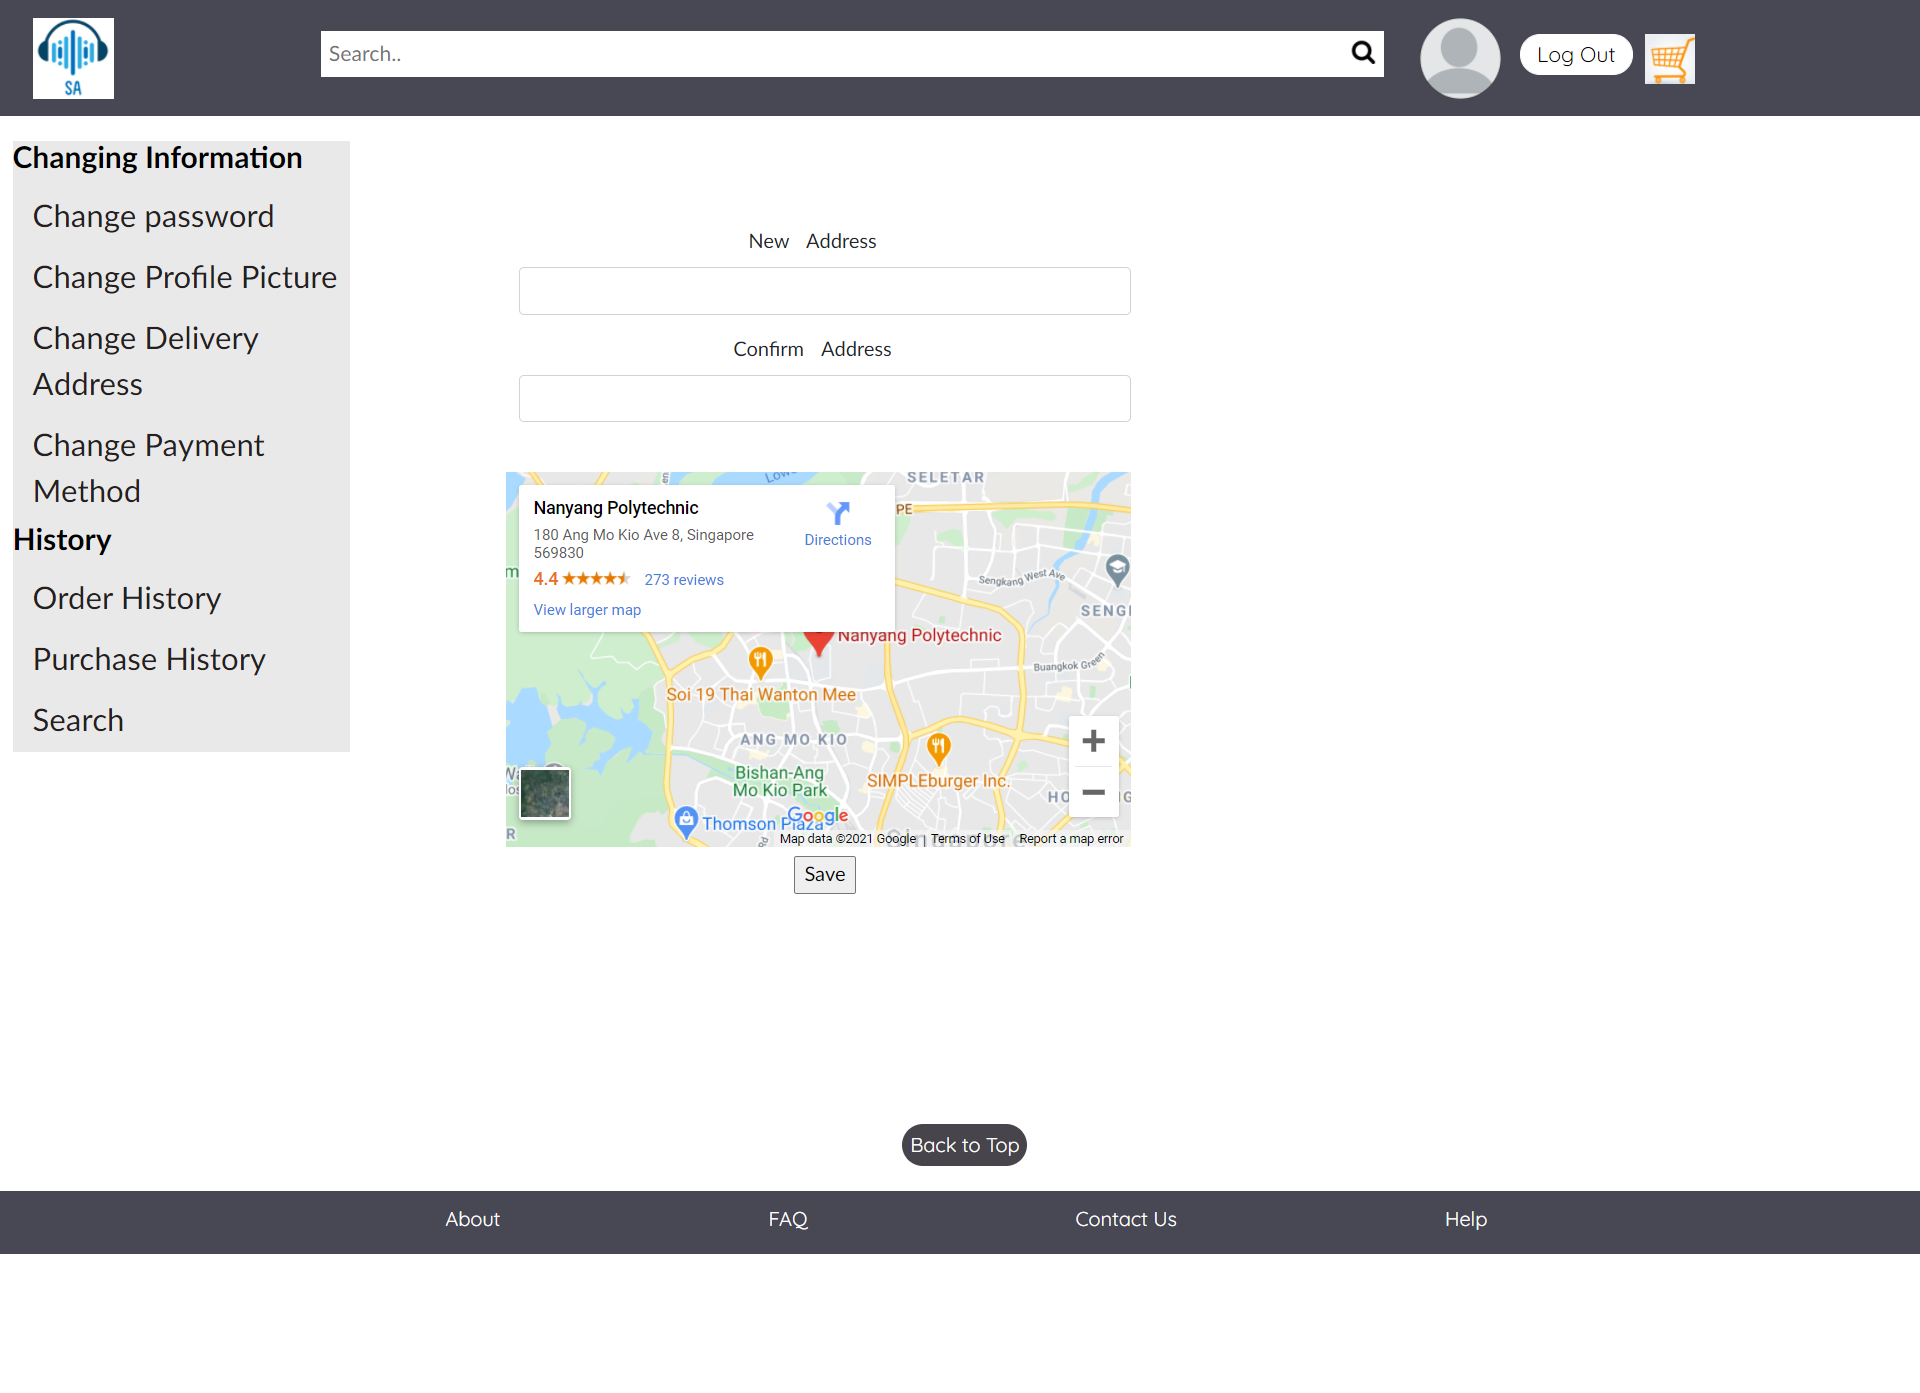 SA
Search..
Log Out
Changing Information
Change password
Change Profile Picture
Change Delivery
Address
Change Payment
Method
History
Order History
Purchase History
Search
New Address
Confirm Address
SELETAR
PE
Nanyang Polytechnic
180 Ang Mo Kio Ave 8, Singapore
569830
Directions
4.4 273 reviews
View larger map
Sengkang West Ave
SENGK
Nanyang Polytechnic
Buangkok Green
Soi 19 Thai Wanton Mee
ANG MO KIO
Bishan-Ang
Mo Kio Park
SIMPLEburger Inc.
Thomson Plaza
Google
Rd
Singapore
Map data ©2021 Google
Terms of Use
Report a map error
Save
Back to Top
About
FAQ
Contact Us
Help